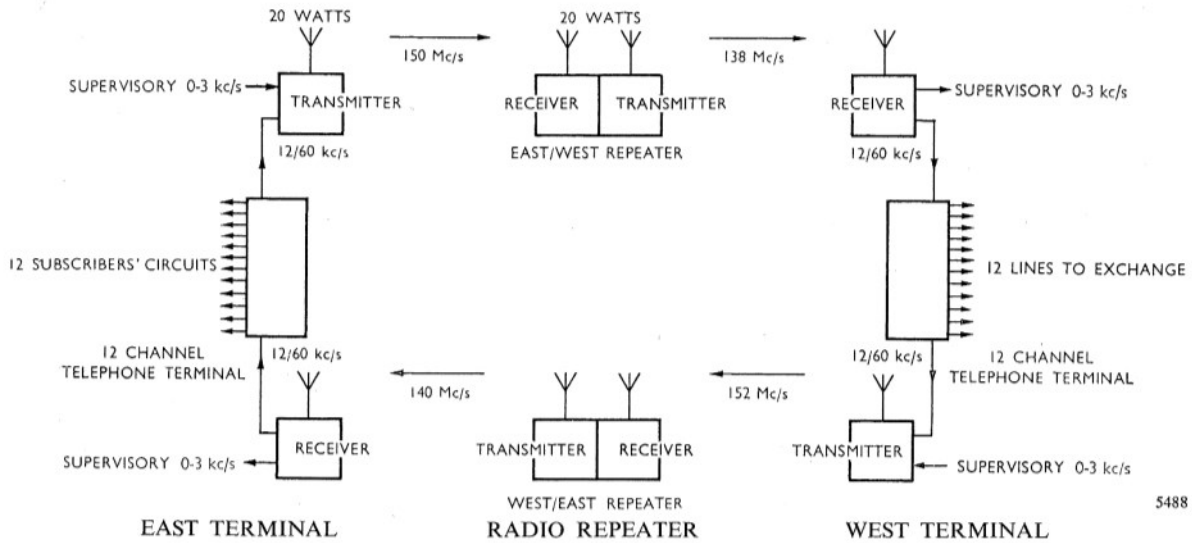 20 WATTS
20 WATTS
150 Mc/s
138 Mc/s
SUPERVISORY 0-3 kc/s
TRANSMITTER
RECEIVER
TRANSMITTER
RECEIVER
SUPERVISORY 0-3 kc/s
12/60 kc/s
EAST/WEST REPEATER
12/60 kc/s
12 SUBSCRIBERS' CIRCUITS
12 LINES TO EXCHANGE
12 CHANNEL
TELEPHONE TERMINAL
12/60 kc/s
140 Mc/s
152 Mc/s
12/60 kc/s
12 CHANNEL
TELEPHONE TERMINAL
RECEIVER
TRANSMITTER
RECEIVER
TRANSMITTER
SUPERVISORY 0-3 kc/s
SUPERVISORY 0-3 kc/s
WEST/EAST REPEATER
5488
EAST TERMINAL
RADIO REPEATER
WEST TERMINAL